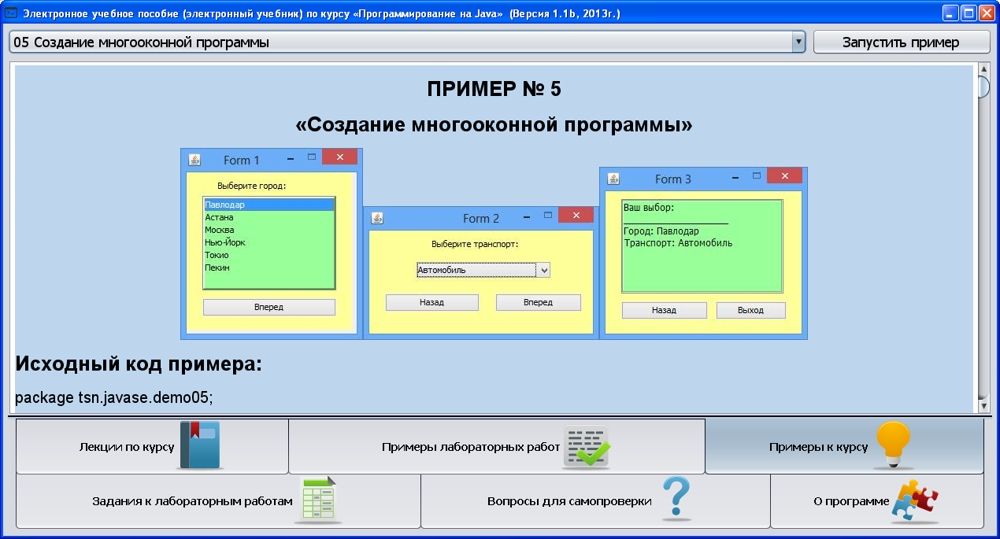 Электронное учебное пособие (электронный учебник) по курсу «Программирование на Java» (Версия 1.1b, 2013г.)
05 Создание многооконной программы
Запустить пример
ПРИМЕР № 5
«Создание многооконной программы»
Form 1
Выберите город:
Павлодар
Астана
Москва
Нью-Йорк
Токио
Пекин
Вперед
Form 2
Выберите транспорт:
Автомобиль
Назад
Вперед
Form 3
Ваш выбор:
Город: Павлодар
Транспорт: Автомобиль
Назад
Выход
Исходный код примера:
package tsn.javase.demo05;
Лекции по курсу
Примеры лабораторных работ
Примеры к курсу
Задания к лабораторным работам
Вопросы для самопроверки
О программе